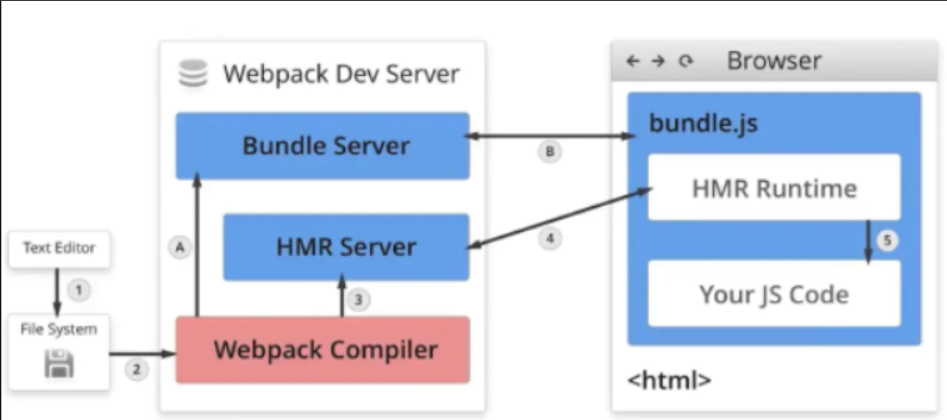 Webpack Dev Server
Bundle Server
A
HMR Server
3
Webpack Compiler
Text Editor
1
File System
2
B
4
Browser
bundle.js
HMR Runtime
5
Your JS Code
<html>